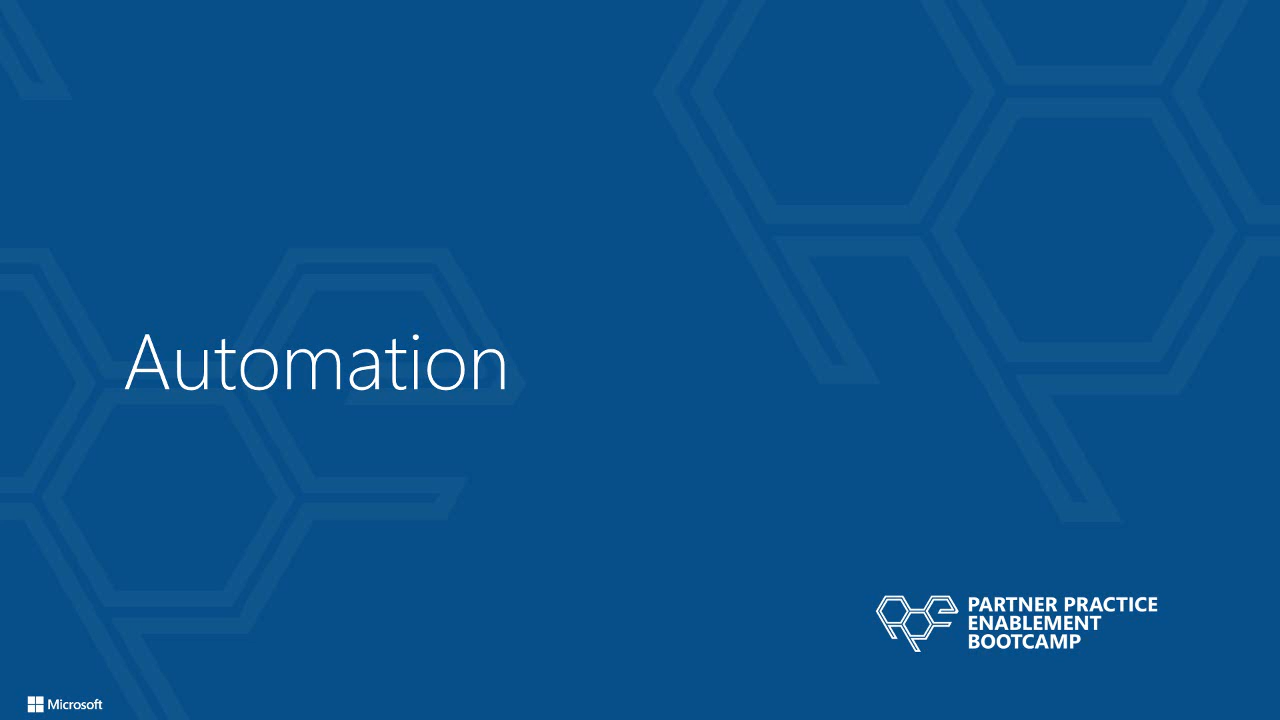 Automation
PARTNER PRACTICE
ENABLEMENT
BOOTCAMP
Microsoft